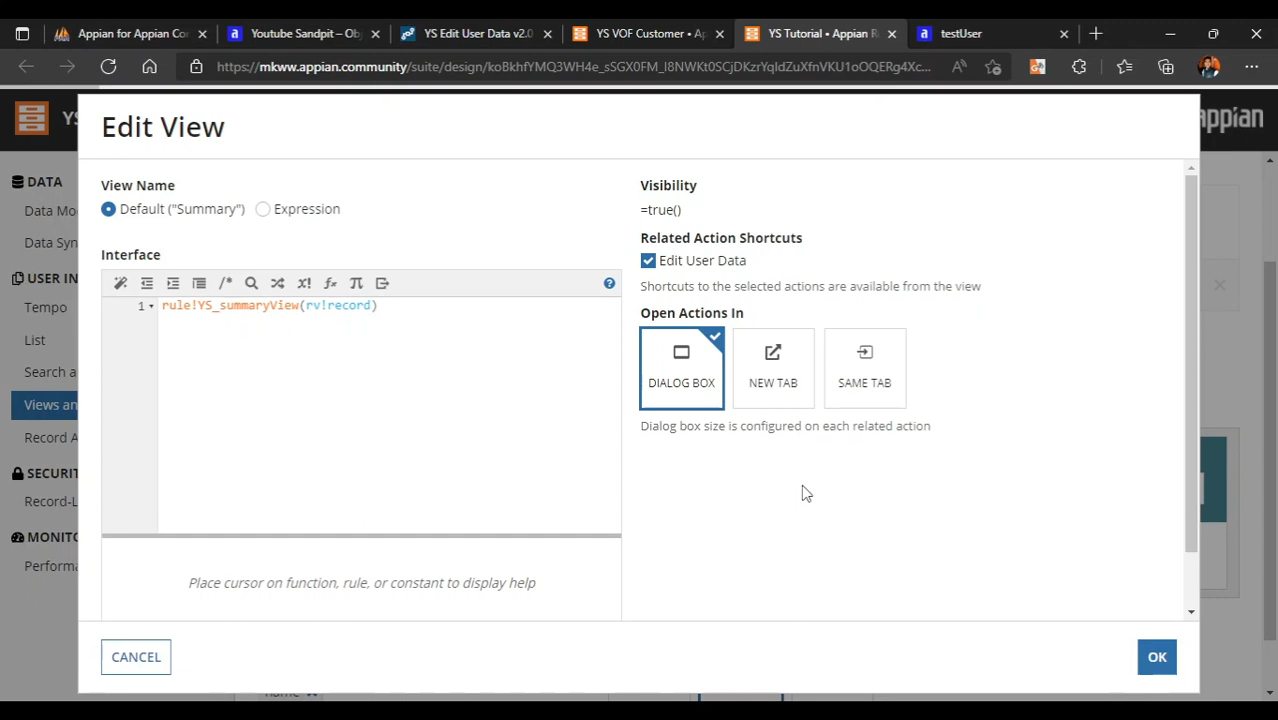 Appian for Appian Co
Youtube Sandpit – Ob
YS Edit User Data v2.0
YS VOF Customer • A
YS Tutorial • Appian R
testUser
https://mkww.appian.community/suite/design/
YS
appian
Edit View
DATA
Data Mo
Data Syn
USER IN
Tempo
List
Search a
Views an
Record A
SECURIT
Record-L
MONITO
Performa
View Name
Default ("Summary")
Expression
Interface
1
rule!YS_summaryView(rv!record)
Place cursor on function, rule, or constant to display help
Visibility
=true()
Related Action Shortcuts
Edit User Data
Shortcuts to the selected actions are available from the view
Open Actions In
DIALOG BOX
NEW TAB
SAME TAB
Dialog box size is configured on each related action
CANCEL
OK
name